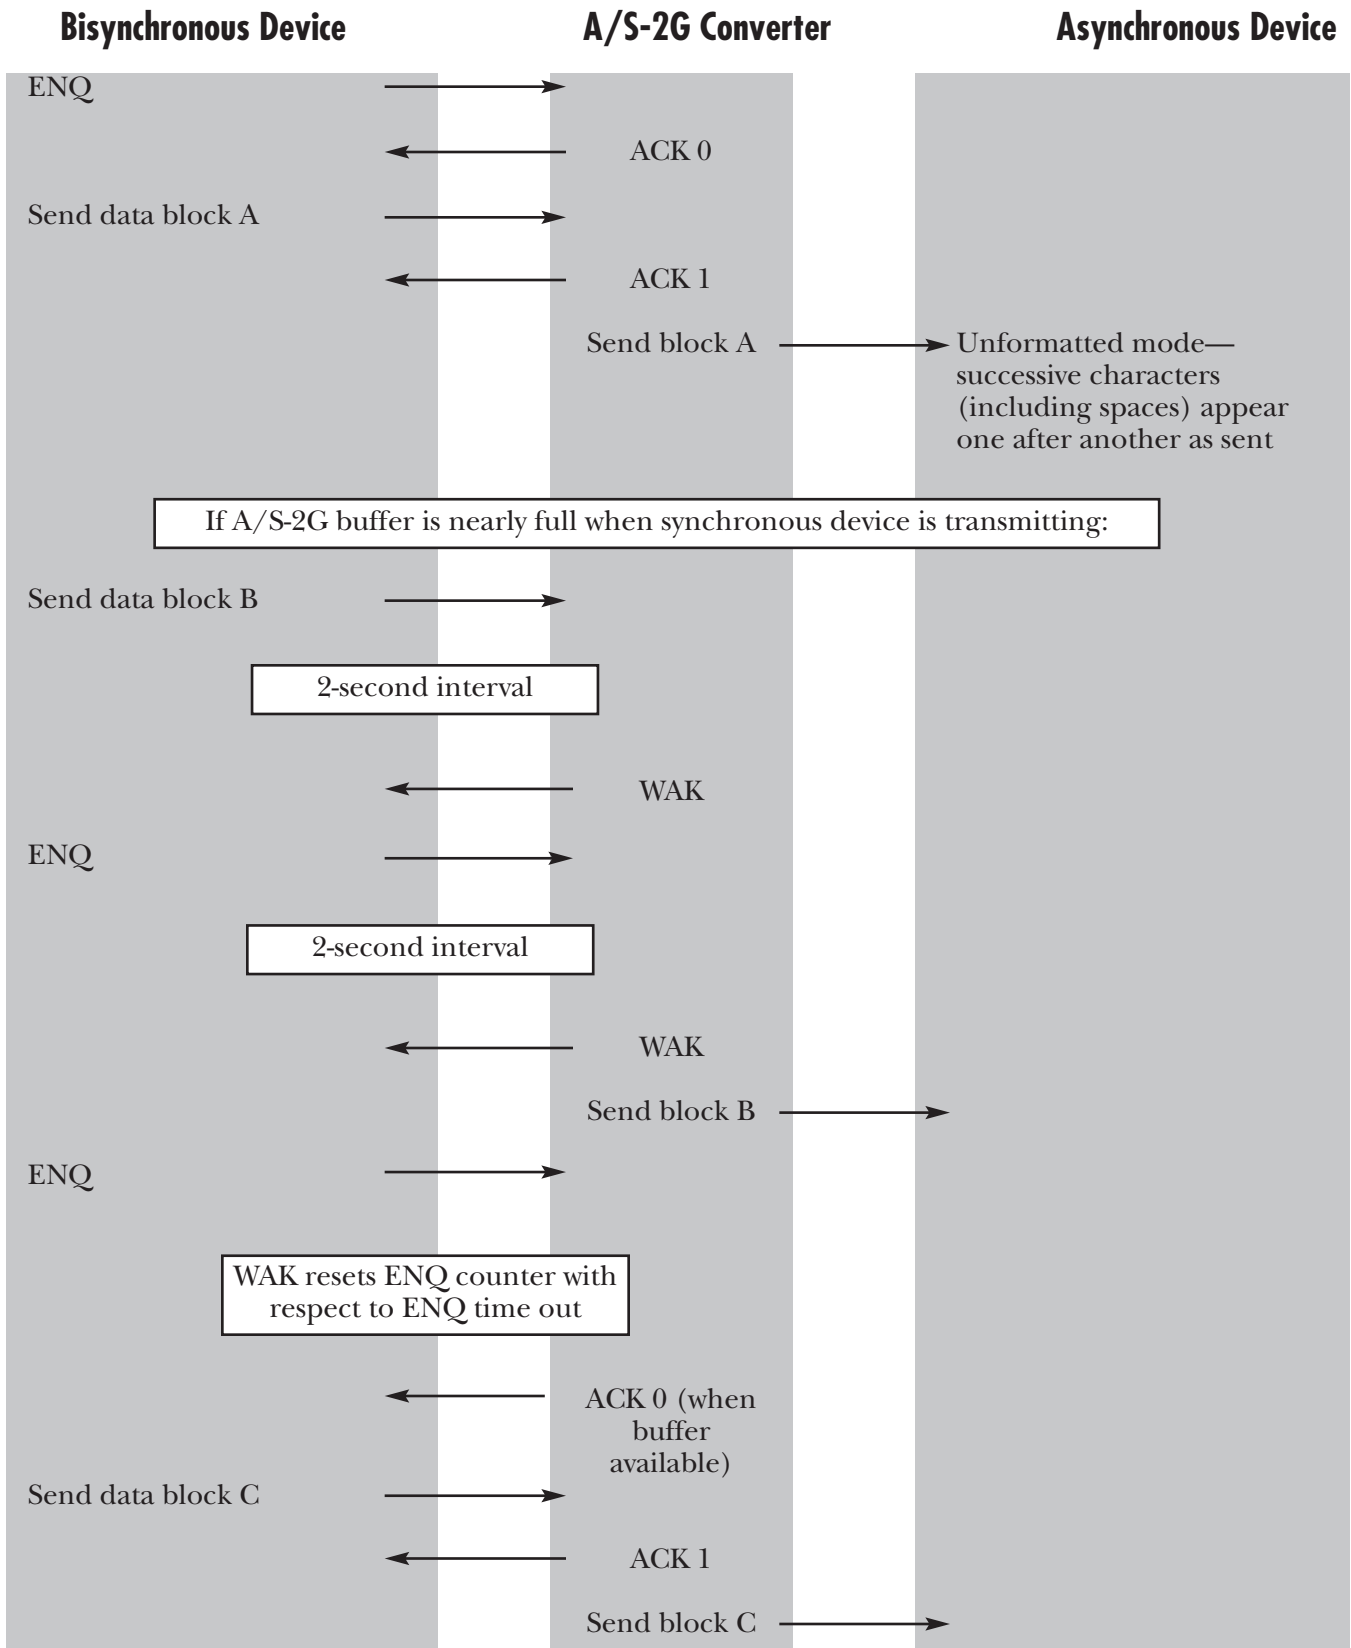 Bisynchronous Device
A/S-2G Converter
Asynchronous Device
ENQ
ACK 0
Send data block A
ACK 1
Send block A
Unformatted mode—
successive characters
(including spaces) appear
one after another as sent
If A/S-2G buffer is nearly full when synchronous device is transmitting:
Send data block B
2-second interval
WAK
ENQ
2-second interval
WAK
Send block B
ENQ
WAK resets ENQ counter with
respect to ENQ time out
ACK 0 (when
buffer
available)
Send data block C
ACK 1
Send block C